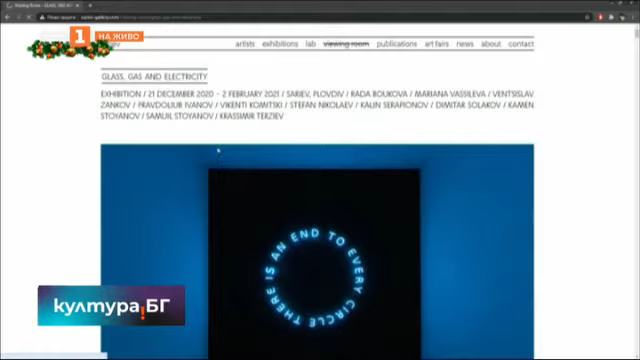 1 НА ЖИВО
artists exhibitions lab viewing room publications art fairs news about contact
GLASS, GAS AND ELECTRICITY
EXHIBITION / 21 DECEMBER 2020 - 2 FEBRUARY 2021 / SARIEV, PLOVDIV / RADA BOUKOVA / MARIANA VASSILEVA / VENTSISLAV
ZANKOV / PRAVDOLIUB IVANOV / VIKENTI KOMITSKI / STEFAN NIKOLAEV / KALIN SERAPIONOV / DIMITAR SOLAKOV / KAMEN
STOYANOV / SAMUIL STOYANOV / KRASSIMIR TERZIEV
THERE IS AN END TO EVERY CIRCLE
култура.БГ